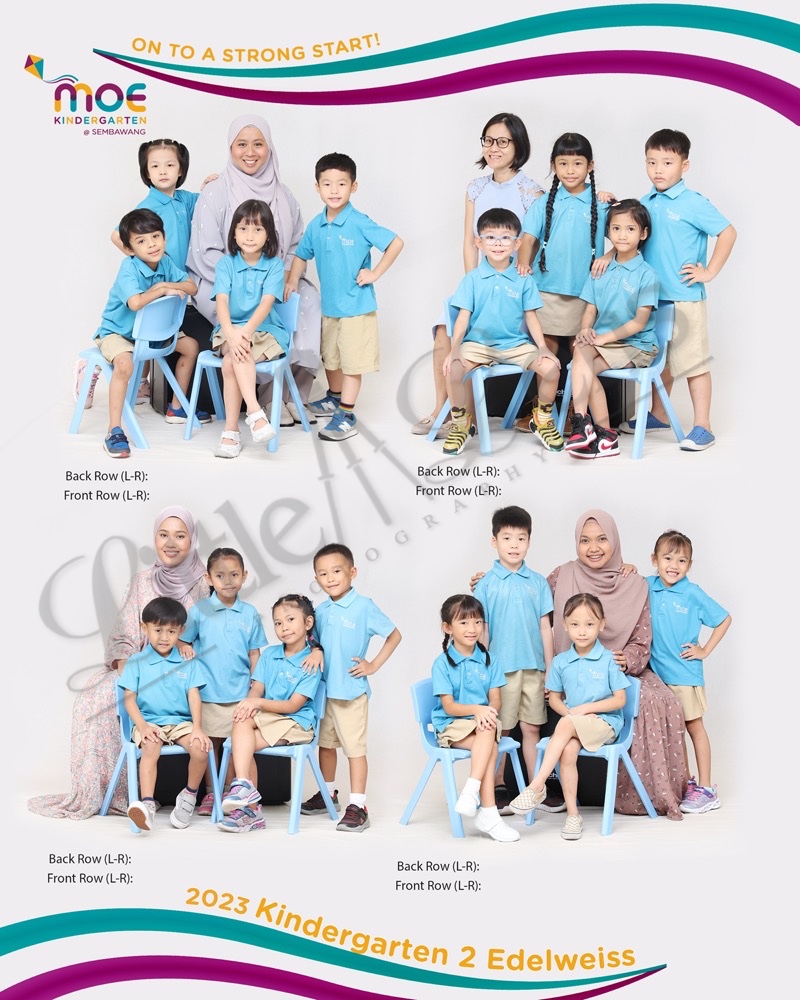 ON TO A STRONG START!
moe
KINDERGARTEN
@ SEMBAWANG
Back Row (L-R):
Front Row (L-R):
Back Row (L-R):
Front Row (L-R):
Little
PHOTOGRAPHY
Back Row (L-R):
Front Row (L-R):
Back Row (L-R):
Front Row (L-R):
2023 Kindergarten 2 Edelweiss